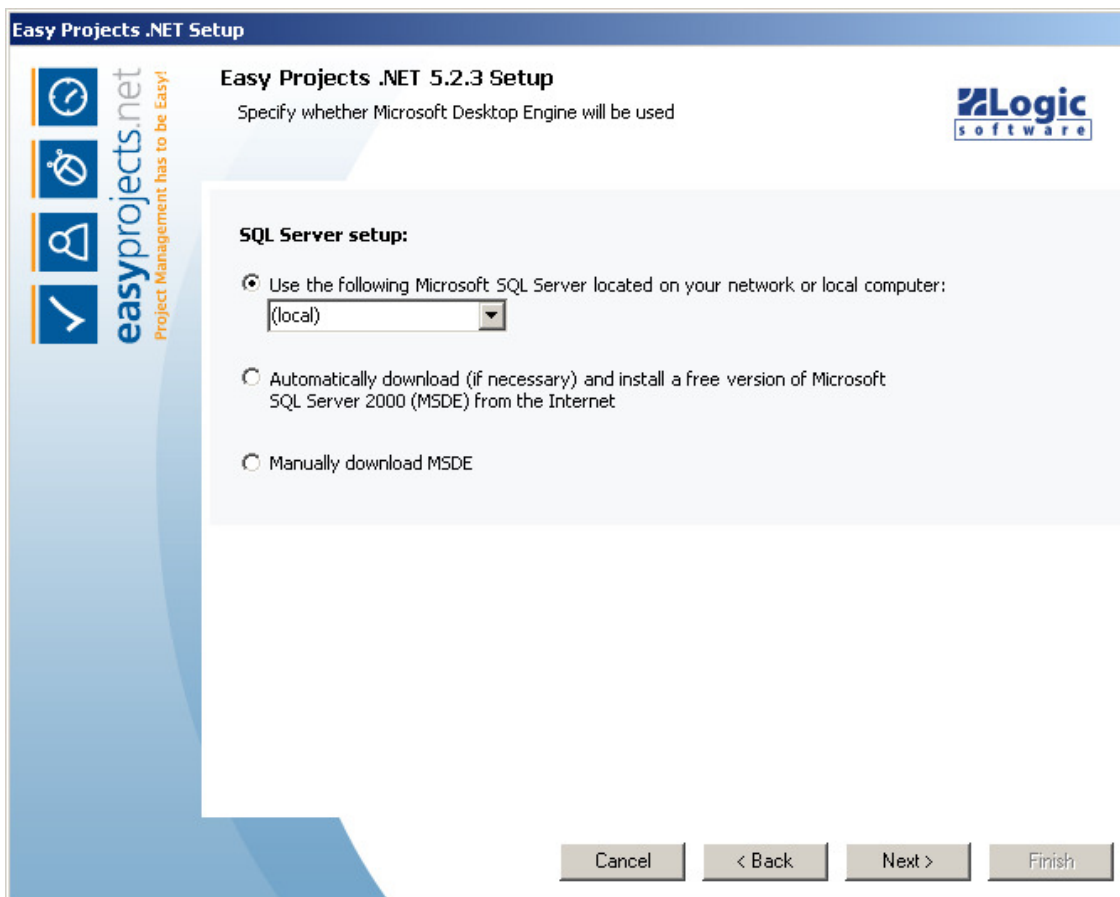 Easy Projects .NET Setup
easyprojects.net
Project Management has to be Easy!
Easy Projects .NET 5.2.3 Setup
Specify whether Microsoft Desktop Engine will be used
Logic
software
SQL Server setup:
Use the following Microsoft SQL Server located on your network or local computer:
(local)
Automatically download (if necessary) and install a free version of Microsoft
SQL Server 2000 (MSDE) from the Internet
Manually download MSDE
Cancel
< Back
Next >
Finish